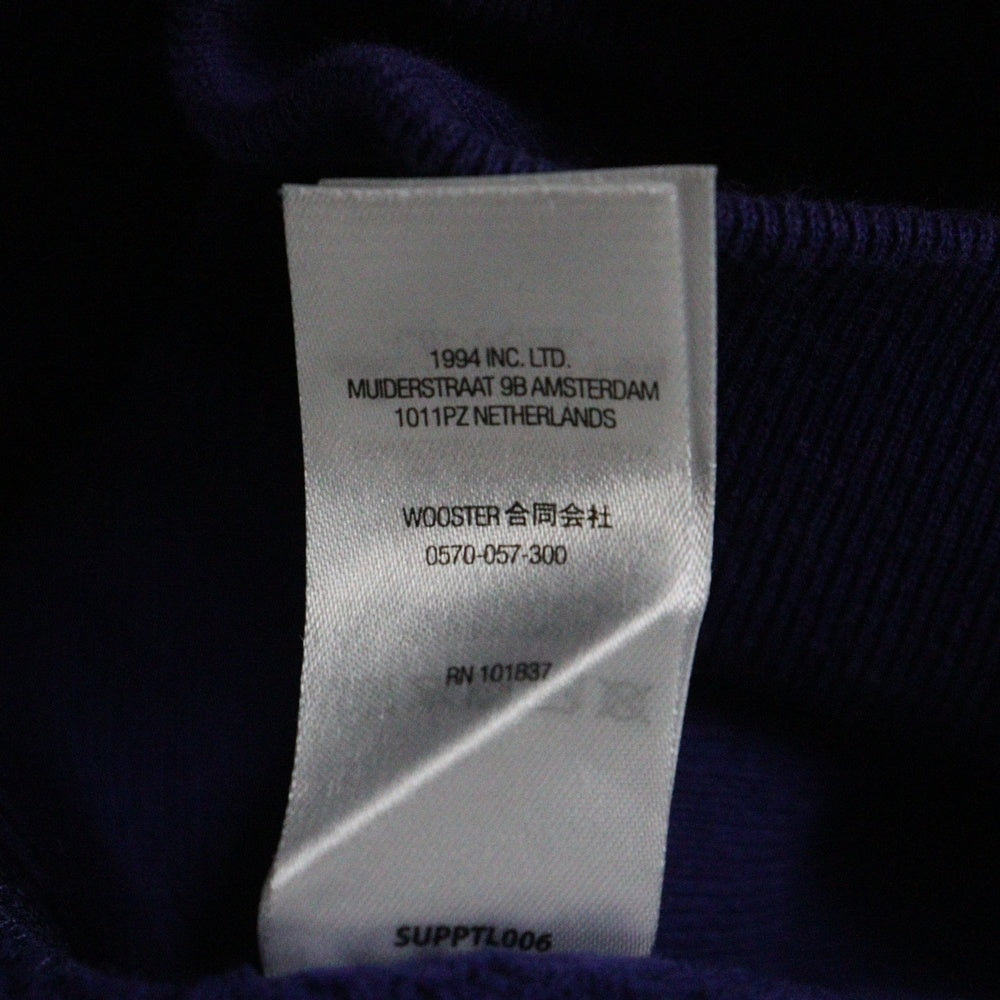 1994 INC. LTD.
MUIDERSTRAAT 9B AMSTERDAM
1011PZ NETHERLANDS
WOOSTER 合同会社
0570-057-300
RN 101837
SUPPTL006